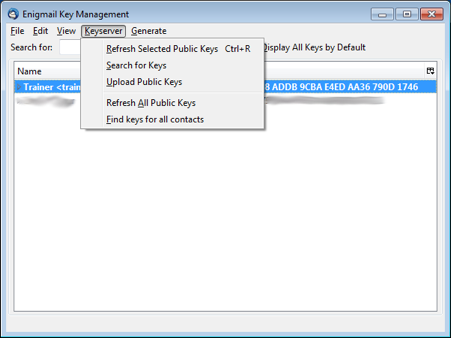 Enigmail Key Management
File Edit View Keyserver Generate
Search for: Display All Keys by Default
Refresh Selected Public Keys Ctrl+R
Search for Keys
Upload Public Keys
Refresh All Public Keys
Find keys for all contacts
Name
Trainer <train 8 ADDB 9CBA E4ED AA36 790D 1746